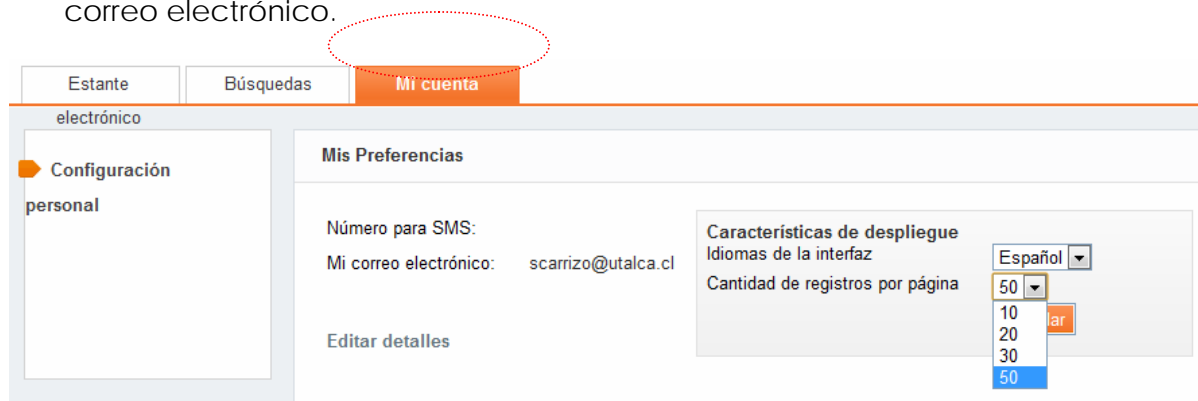 correo electrónico.
Estante Búsquedas Mi cuenta
electrónico
Configuración
personal
Mis Preferencias
Número para SMS:
Mi correo electrónico: scarrizo@utalca.cl
Editar detalles
Características de despliegue
Idiomas de la interfaz Español
Cantidad de registros por página 50
10
20
30
50